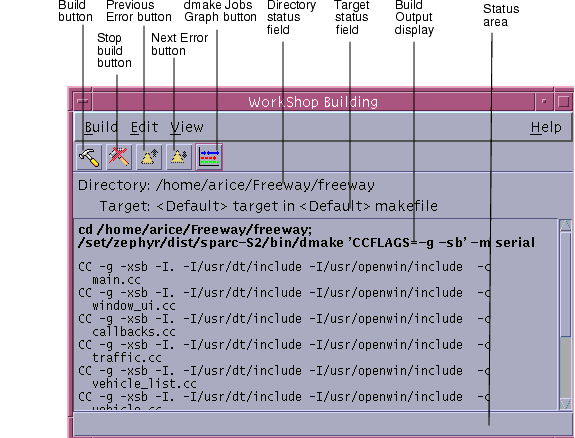 Build button
Previous Error button
dmake Jobs Graph button
Directory status field
Target status field
Build Output display
Status area
Stop build button
Next Error button
WorkShop Building
Build Edit View Help
Directory: /home/arice/Freeway/freeway
Target: <Default> target in <Default> makefile
cd /home/arice/Freeway/freeway;
/set/zephyr/dist/sparc-S2/bin/dmake 'CCFLAGS=-g -sb' -m serial
CC -g -xsb -I. -I/usr/dt/include -I/usr/openwin/include -c
main.cc
CC -g -xsb -I. -I/usr/dt/include -I/usr/openwin/include -c
window_ui.cc
CC -g -xsb -I. -I/usr/dt/include -I/usr/openwin/include -c
callbacks.cc
CC -g -xsb -I. -I/usr/dt/include -I/usr/openwin/include -c
traffic.cc
CC -g -xsb -I. -I/usr/dt/include -I/usr/openwin/include -c
vehicle_list.cc
CC -g -xsb -I. -I/usr/dt/include -I/usr/openwin/include -c
vehicle.cc